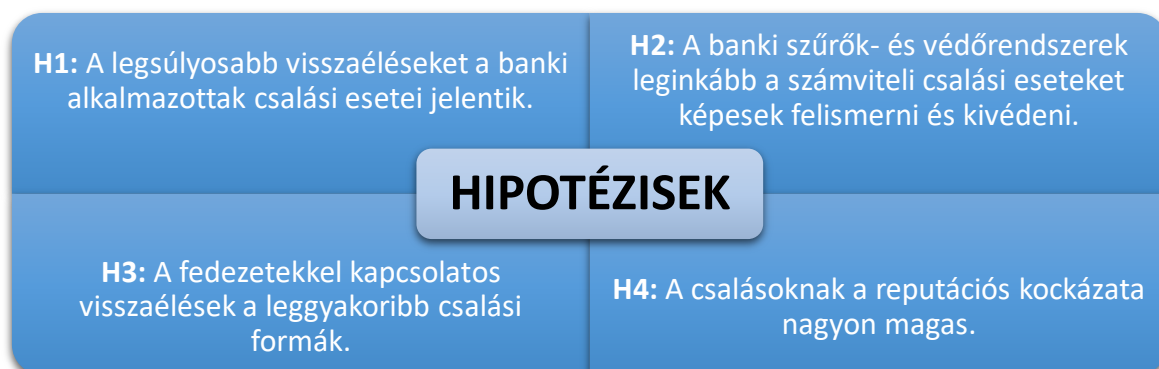 H1: A legsúlyosabb visszaéléseket a banki
alkalmazottak csalási esetei jelentik.
H2: A banki szűrők- és védőrendszerek
leginkább a számviteli csalási eseteket
képesek felismerni és kivédeni.
HIPOTÉZISEK
H3: A fedezetekkel kapcsolatos
visszaélések a leggyakoribb csalási
formák.
H4: A csalásoknak a reputációs kockázata
nagyon magas.